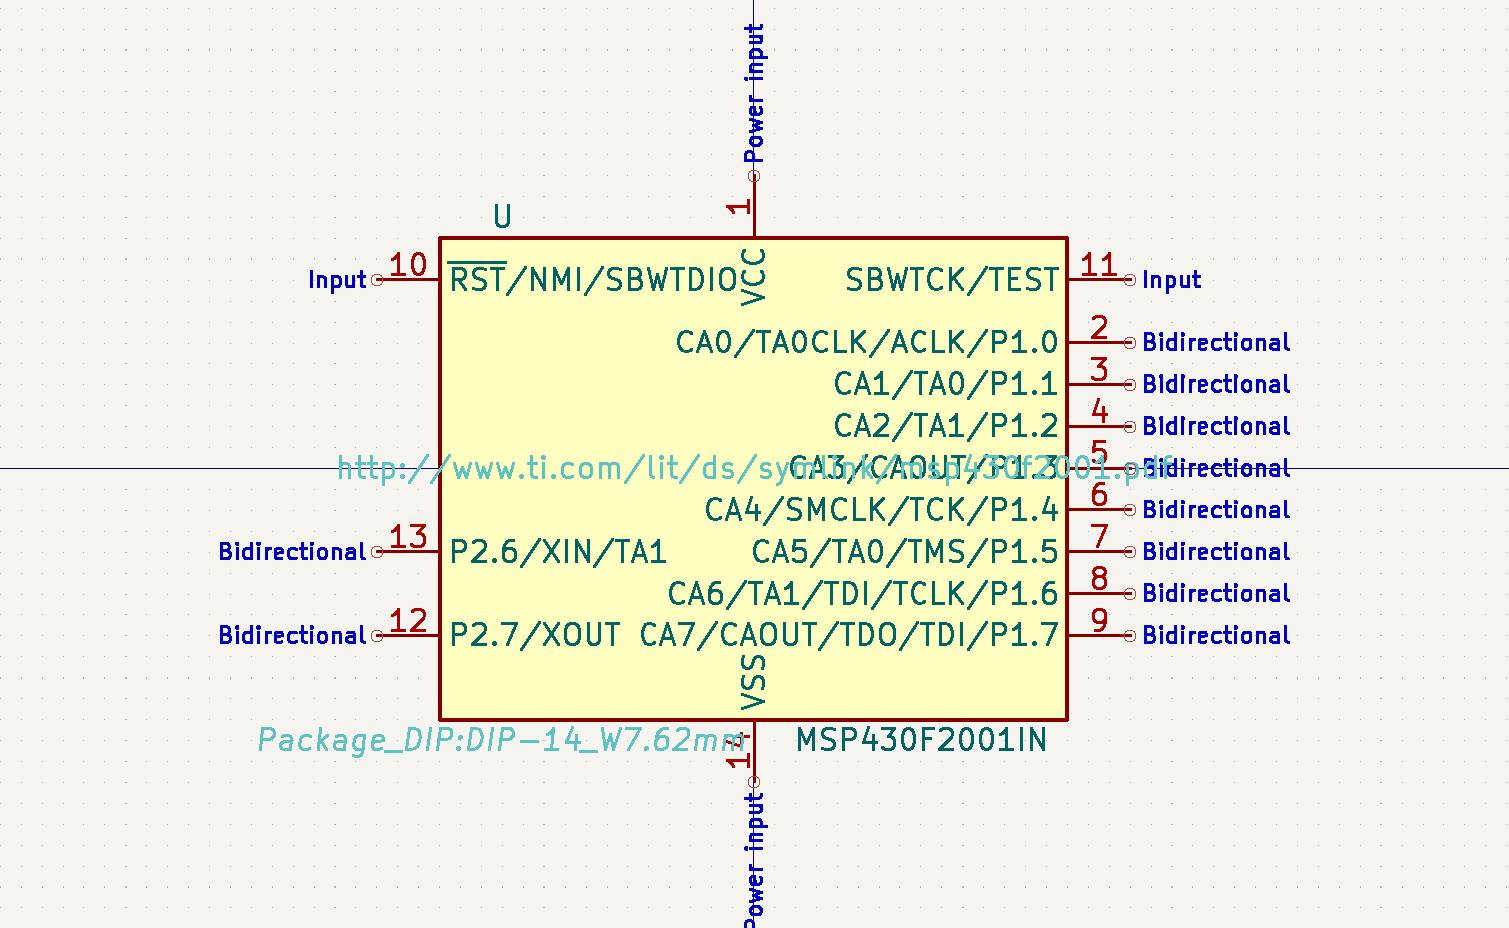 Power input
1
U
VCC
Input 10 RST/NMI/SBWTDIO
SBWTCK/TEST 11 Input
CA0/TA0CLK/ACLK/P1.0 2 Bidirectional
CA1/TA0/P1.1 3 Bidirectional
CA2/TA1/P1.2 4 Bidirectional
http://www.ti.com/lit/ds/symlink/msp430f2001.pdf
CA3/CAOUT/P1.3 5 Bidirectional
CA4/SMCLK/TCK/P1.4 6 Bidirectional
Bidirectional 13 P2.6/XIN/TA1
CA5/TA0/TMS/P1.5 7 Bidirectional
CA6/TA1/TDI/TCLK/P1.6 8 Bidirectional
Bidirectional 12 P2.7/XOUT
CA7/CAOUT/TDO/TDI/P1.7 9 Bidirectional
VSS
Package_DIP:DIP-14_W7.62mm
14
MSP430F2001IN
Power input